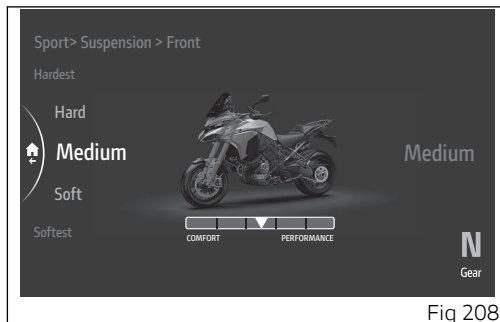 Sport> Suspension > Front
Hardest
Hard
Medium
Medium
Soft
Softest
COMFORT
PERFORMANCE
N
Gear
Fig 208